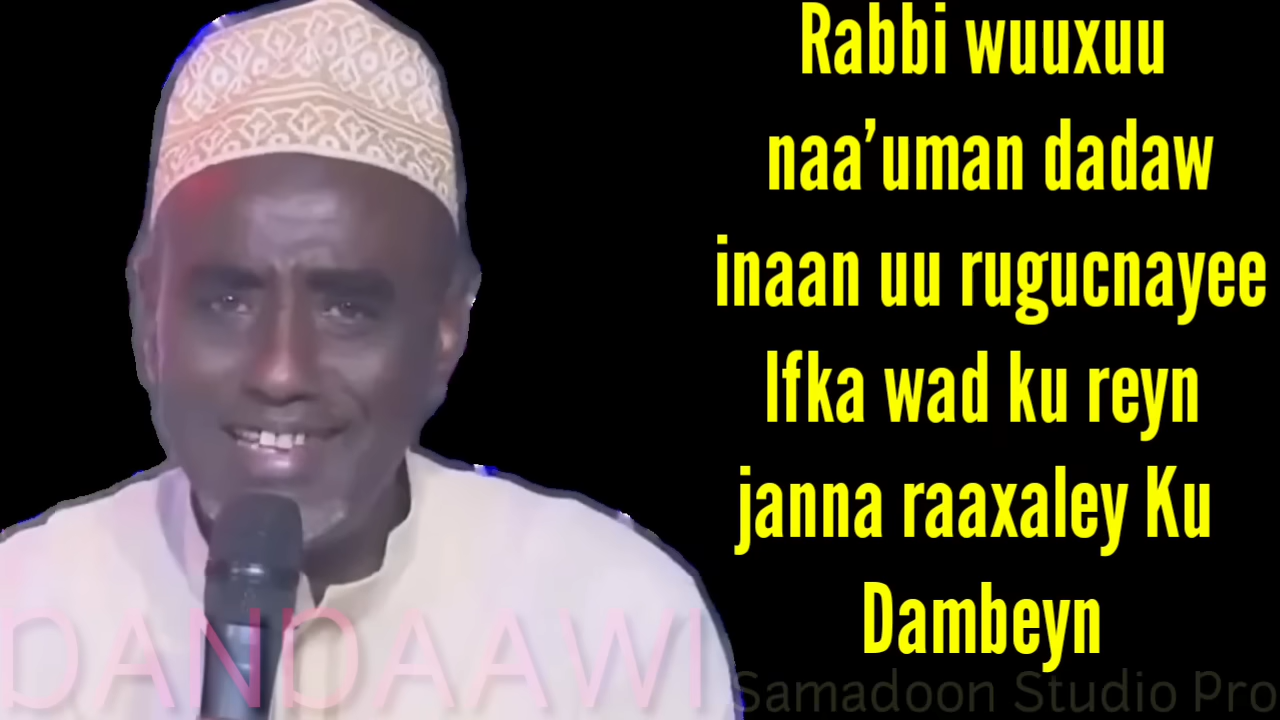 Rabbi wuuxuu
naa’uman dadaw
inaan uu rugucnayee
Ifka wad ku reyn
janna raaxaley Ku
Dambeyn
DANDAAWI
Samadoon Studio Pro